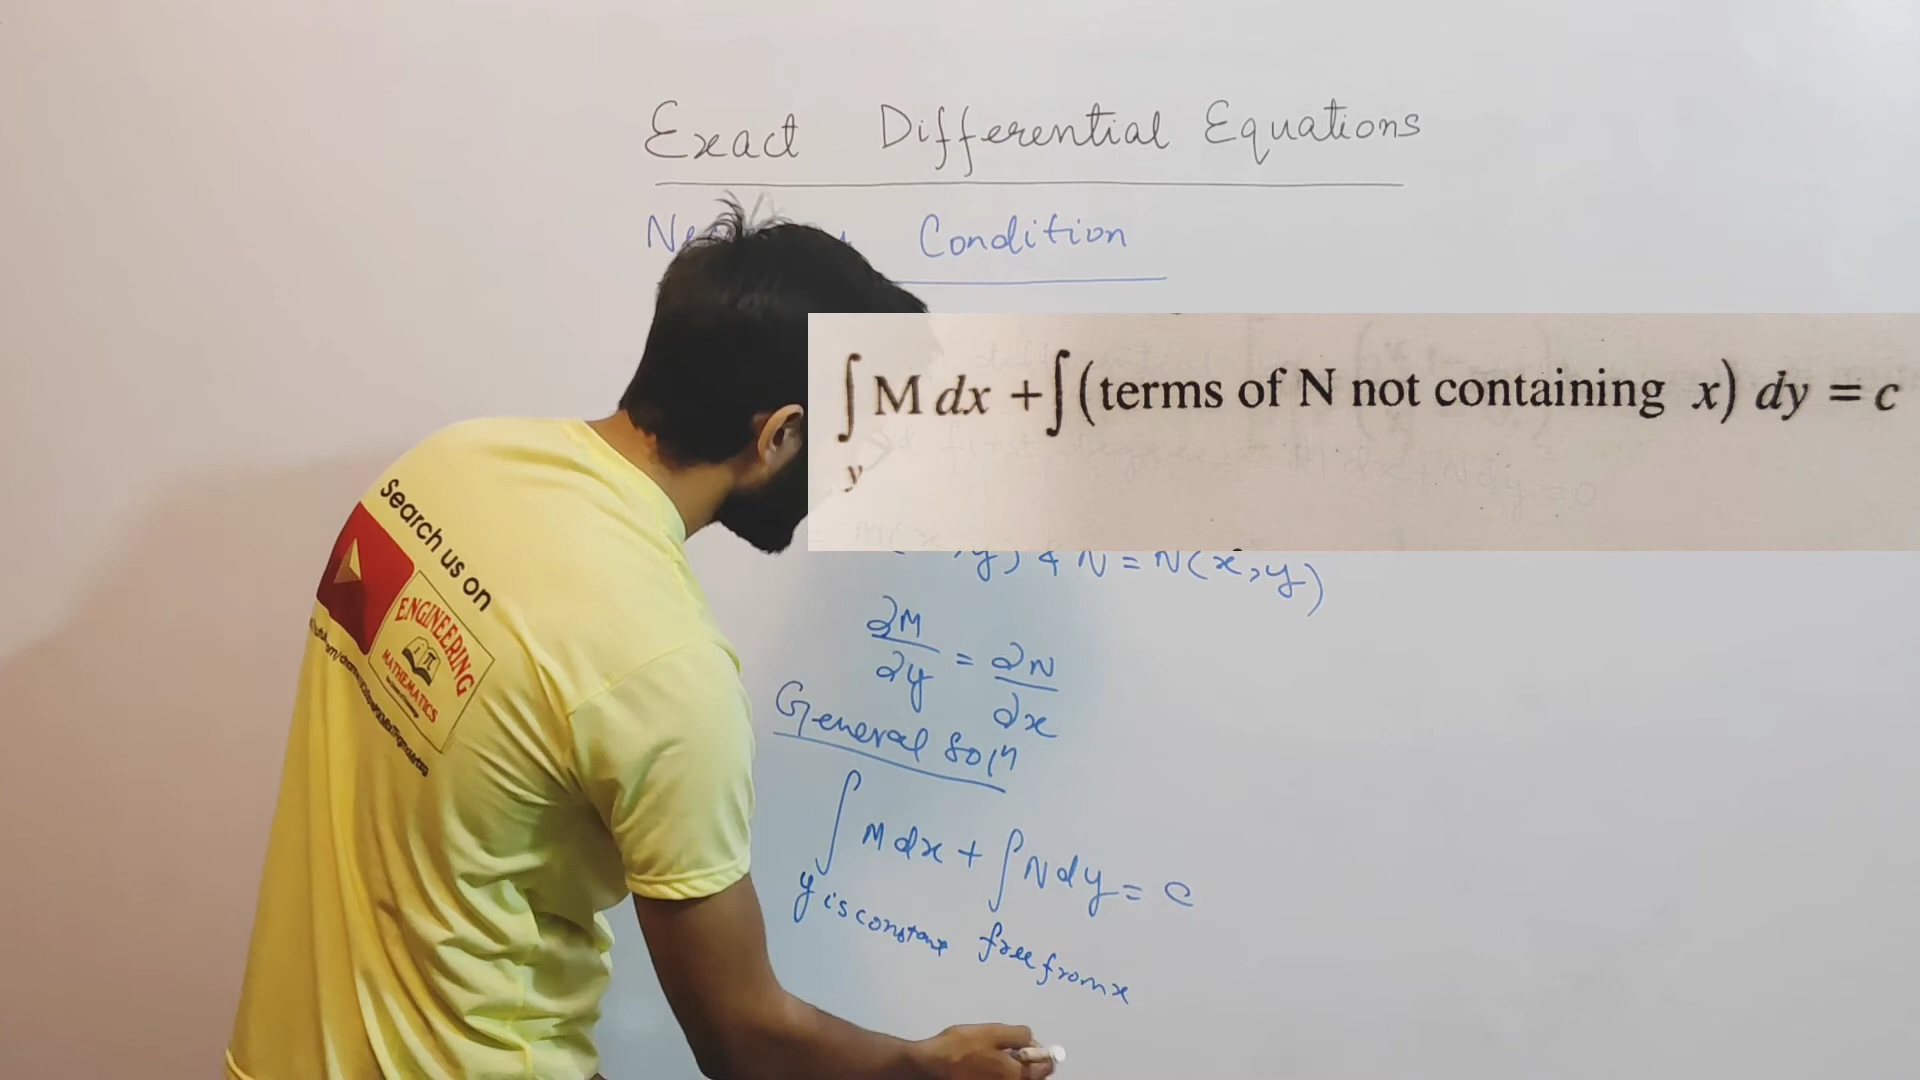 Exact Differential Equations
Condition
∫ M dx + ∫ (terms of N not containing x) dy = c
y
, y) & N = N(x, y)
∂M/∂y = ∂N/∂x
General Solⁿ
∫ M dx + ∫ N dy = c
y is constant free from x
Search us on
ENGINEERING
i π
MATHEMATICS